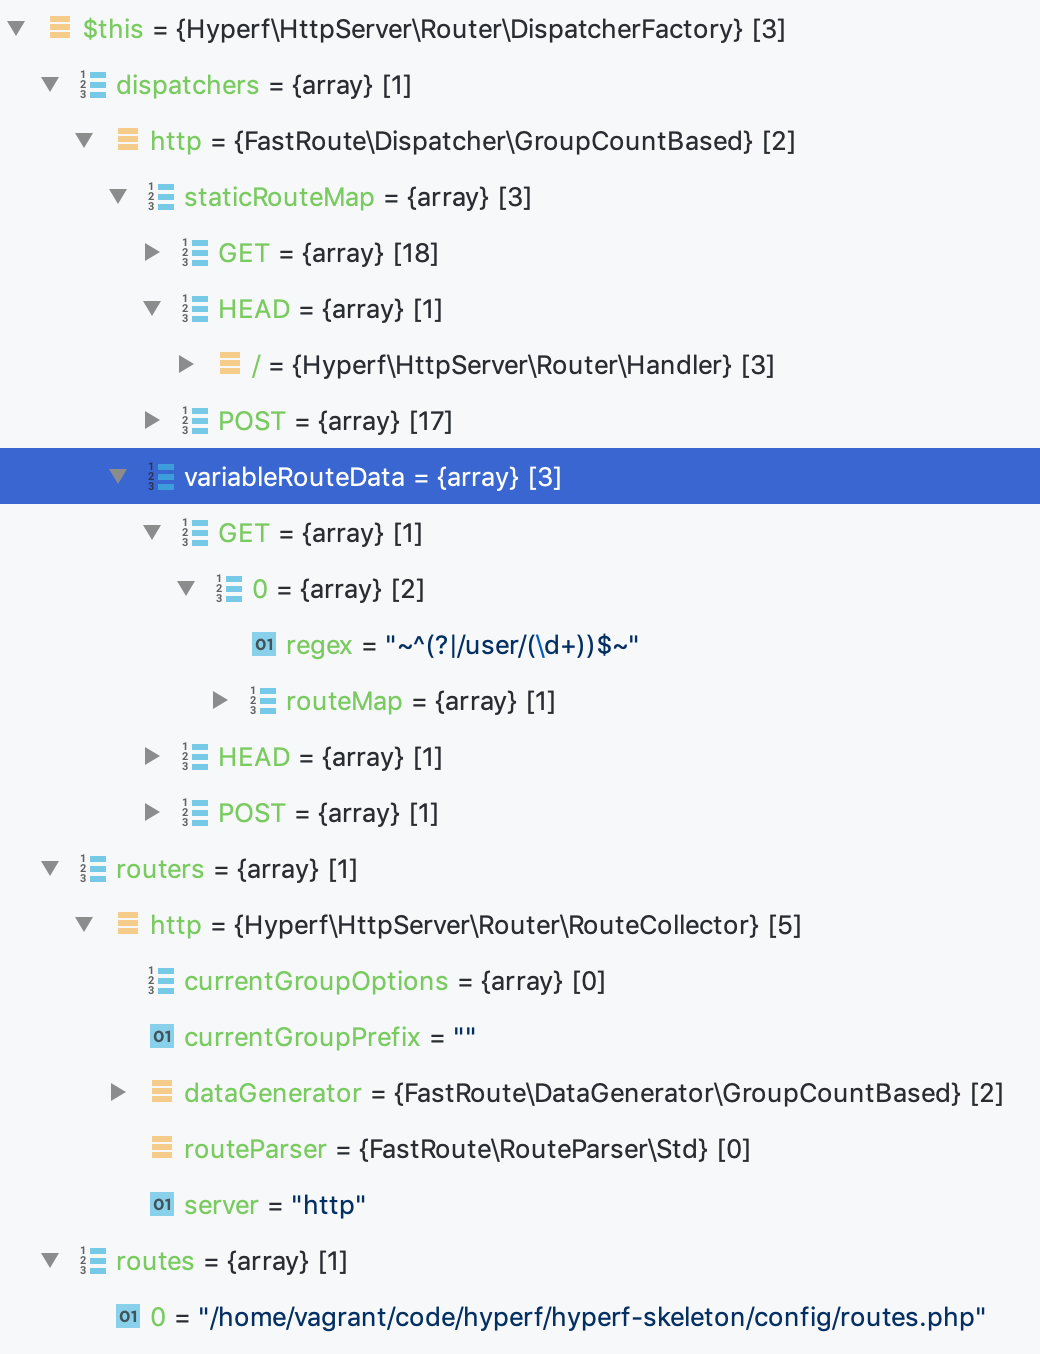 $this = {Hyperf\HttpServer\Router\DispatcherFactory} [3]
dispatchers = {array} [1]
http = {FastRoute\Dispatcher\GroupCountBased} [2]
staticRouteMap = {array} [3]
GET = {array} [18]
HEAD = {array} [1]
/ = {Hyperf\HttpServer\Router\Handler} [3]
POST = {array} [17]
variableRouteData = {array} [3]
GET = {array} [1]
0 = {array} [2]
01 regex = "~^(?|/user/(\d+))$~"
routeMap = {array} [1]
HEAD = {array} [1]
POST = {array} [1]
routers = {array} [1]
http = {Hyperf\HttpServer\Router\RouteCollector} [5]
currentGroupOptions = {array} [0]
01 currentGroupPrefix = ""
dataGenerator = {FastRoute\DataGenerator\GroupCountBased} [2]
routeParser = {FastRoute\RouteParser\Std} [0]
01 server = "http"
routes = {array} [1]
01 0 = "/home/vagrant/code/hyperf/hyperf-skeleton/config/routes.php"